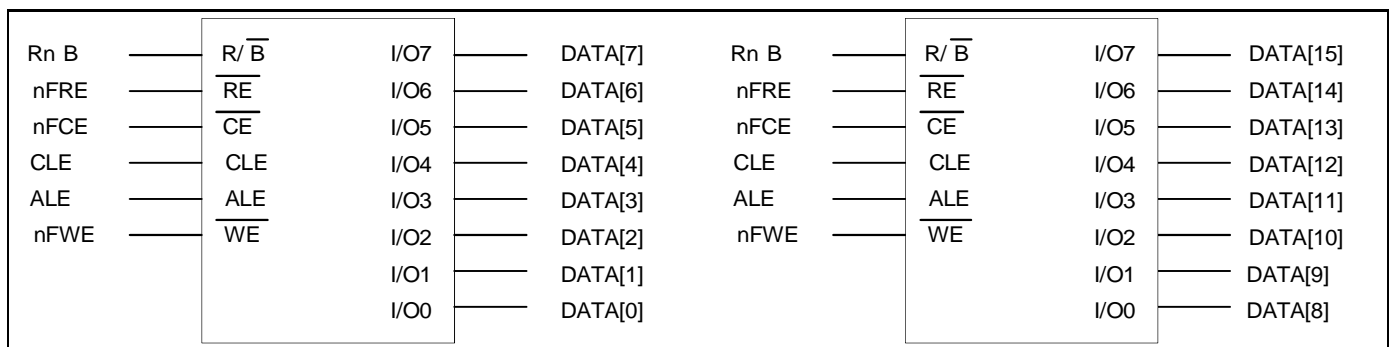 Rn B R/B I/O7 DATA[7] Rn B R/B I/O7 DATA[15]
nFRE RE I/O6 DATA[6] nFRE RE I/O6 DATA[14]
nFCE CE I/O5 DATA[5] nFCE CE I/O5 DATA[13]
CLE CLE I/O4 DATA[4] CLE CLE I/O4 DATA[12]
ALE ALE I/O3 DATA[3] ALE ALE I/O3 DATA[11]
nFWE WE I/O2 DATA[2] nFWE WE I/O2 DATA[10]
I/O1 DATA[1] I/O1 DATA[9]
I/O0 DATA[0] I/O0 DATA[8]